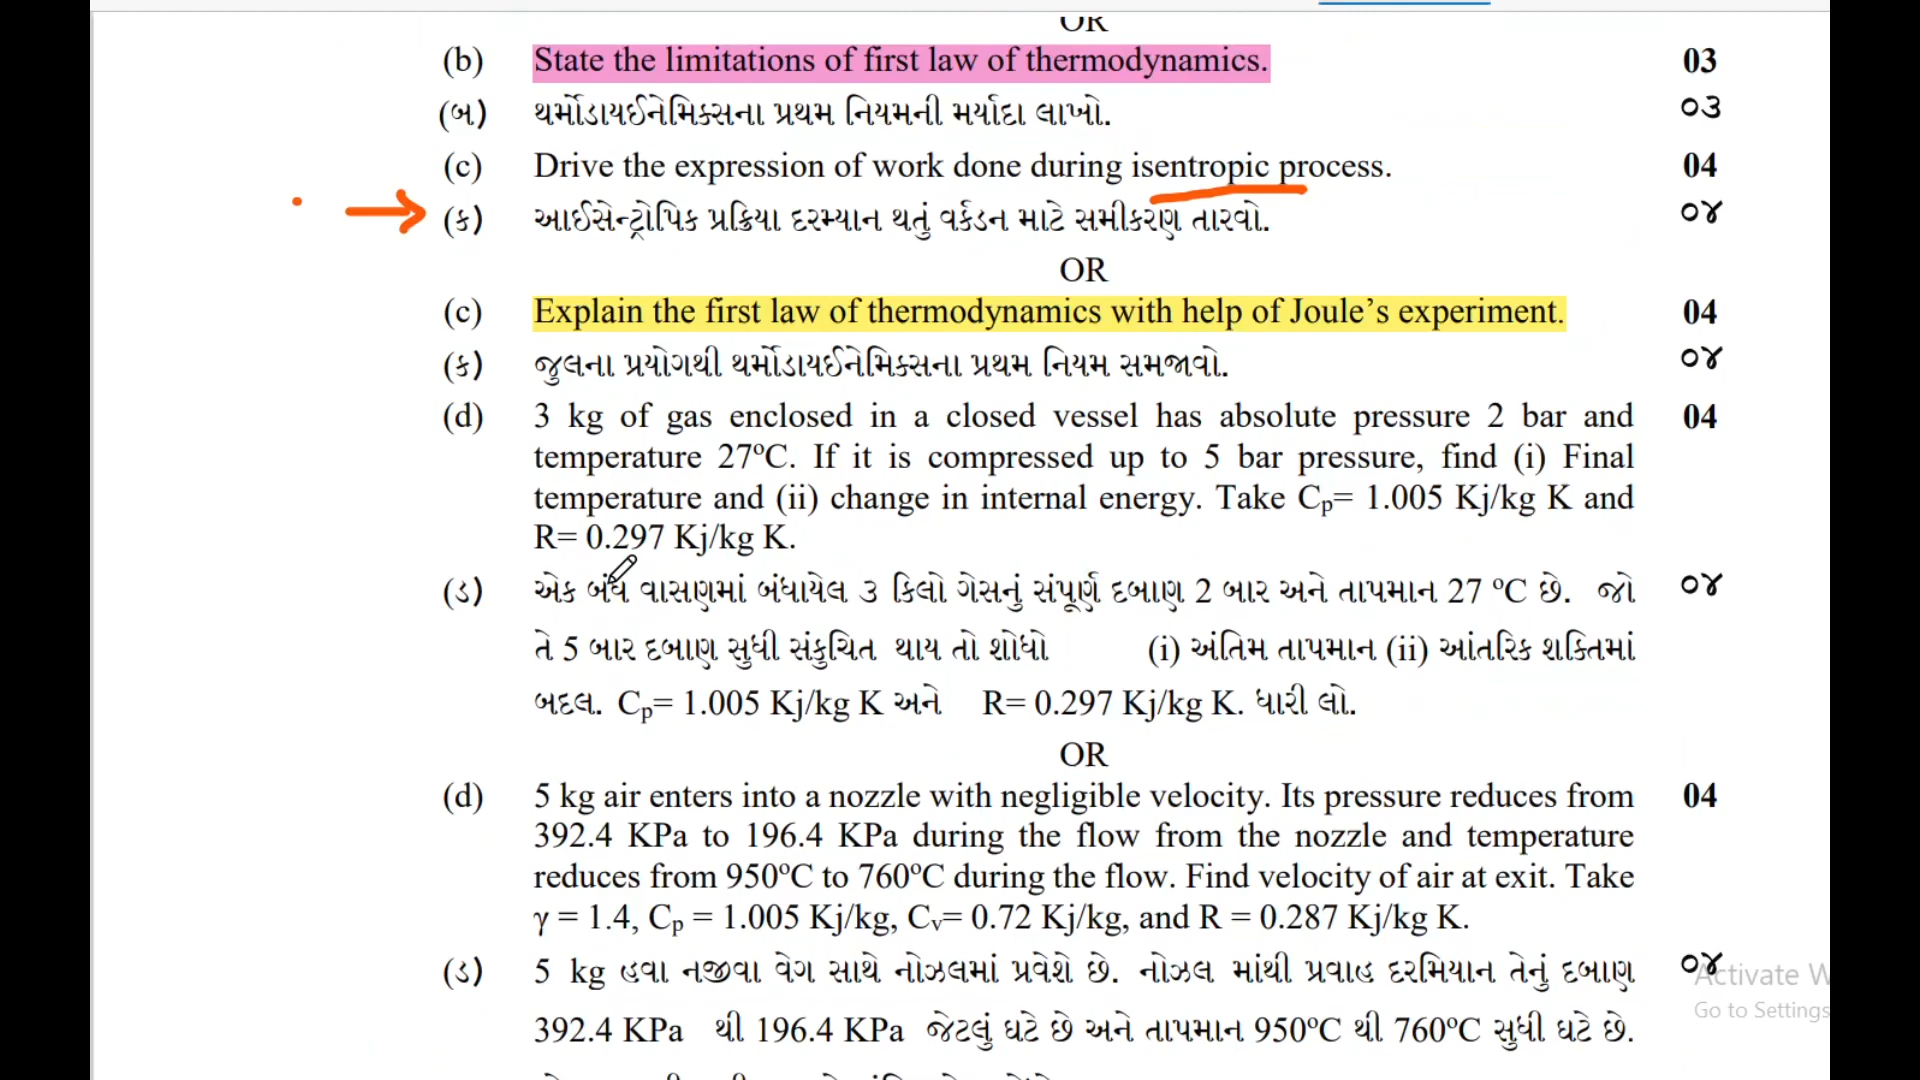 OR
(b) State the limitations of first law of thermodynamics. 03
(બ) થર્મોડાયઈનેમિક્સના પ્રથમ નિયમની મર્યાદા લાખો. ૦૩
(c) Drive the expression of work done during isentropic process. 04
(ક) આઈસેન્ટ્રોપિક પ્રક્રિયા દરમ્યાન થતું વર્કડન માટે સમીકરણ તારવો. ૦૪
OR
(c) Explain the first law of thermodynamics with help of Joule’s experiment. 04
(ક) જુલના પ્રયોગથી થર્મોડાયઈનેમિક્સના પ્રથમ નિયમ સમજાવો. ૦૪
(d) 3 kg of gas enclosed in a closed vessel has absolute pressure 2 bar and 04
temperature 27ºC. If it is compressed up to 5 bar pressure, find (i) Final
temperature and (ii) change in internal energy. Take Cp= 1.005 Kj/kg K and
R= 0.297 Kj/kg K.
(ડ) એક બંધ વાસણમાં બંધાયેલ ૩ કિલો ગેસનું સંપૂર્ણ દબાણ 2 બાર અને તાપમાન 27 ºC છે. જો ૦૪
તે 5 બાર દબાણ સુધી સંકુચિત થાય તો શોધો (i) અંતિમ તાપમાન (ii) આંતરિક શક્તિમાં
બદલ. Cp= 1.005 Kj/kg K અને R= 0.297 Kj/kg K. ધારી લો.
OR
(d) 5 kg air enters into a nozzle with negligible velocity. Its pressure reduces from 04
392.4 KPa to 196.4 KPa during the flow from the nozzle and temperature
reduces from 950ºC to 760ºC during the flow. Find velocity of air at exit. Take
γ = 1.4, Cp = 1.005 Kj/kg, Cv= 0.72 Kj/kg, and R = 0.287 Kj/kg K.
(ડ) 5 kg હવા નજીવા વેગ સાથે નોઝલમાં પ્રવેશે છે. નોઝલ માંથી પ્રવાહ દરમિયાન તેનું દબાણ ૦૪
Activate W
Go to Settings
392.4 KPa થી 196.4 KPa જેટલું ઘટે છે અને તાપમાન 950ºC થી 760ºC સુધી ઘટે છે.